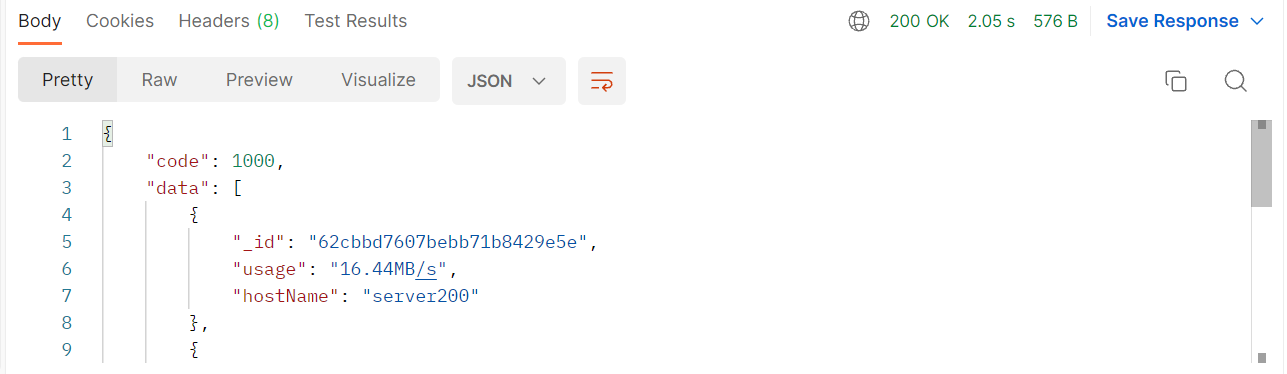 Body Cookies Headers (8) Test Results 200 OK 2.05 s 576 B Save Response
Pretty Raw Preview Visualize JSON
1 {
2 "code": 1000,
3 "data": [
4 {
5 "_id": "62cbbd7607bebb71b8429e5e",
6 "usage": "16.44MB/s",
7 "hostName": "server200"
8 },
9 {